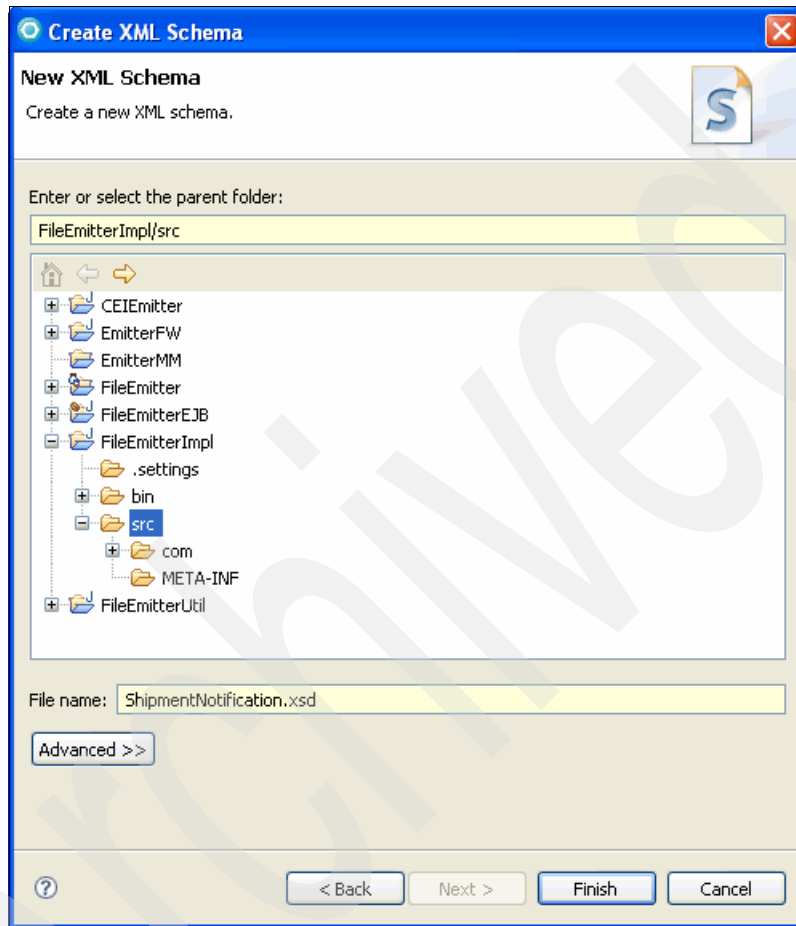 Create XML Schema
New XML Schema
Create a new XML schema.
S
Enter or select the parent folder:
FileEmitterImpl/src
CEIEmitter
EmitterFW
EmitterMM
FileEmitter
FileEmitterEJB
FileEmitterImpl
.settings
bin
src
com
META-INF
FileEmitterUtil
File name: ShipmentNotification.xsd
Advanced >>
? < Back Next > Finish Cancel
Archived